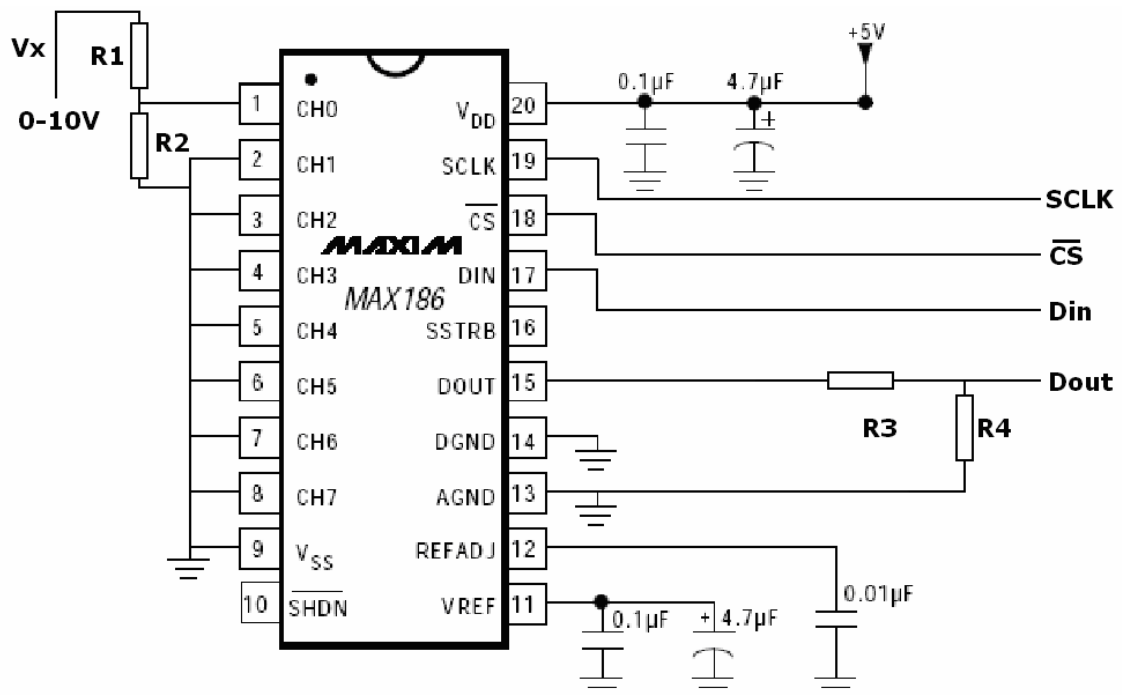 Vx
R1
0-10V
R2
1 CH0
2 CH1
3 CH2
4 CH3
5 CH4
6 CH5
7 CH6
8 CH7
9 VSS
10 SHDN
MAXIM
MAX186
VDD 20
SCLK 19
CS 18
DIN 17
SSTRB 16
DOUT 15
DGND 14
AGND 13
REFADJ 12
VREF 11
0.1µF
4.7µF
+
+5V
SCLK
CS
Din
Dout
R3
R4
0.1µF
+ 4.7µF
0.01µF